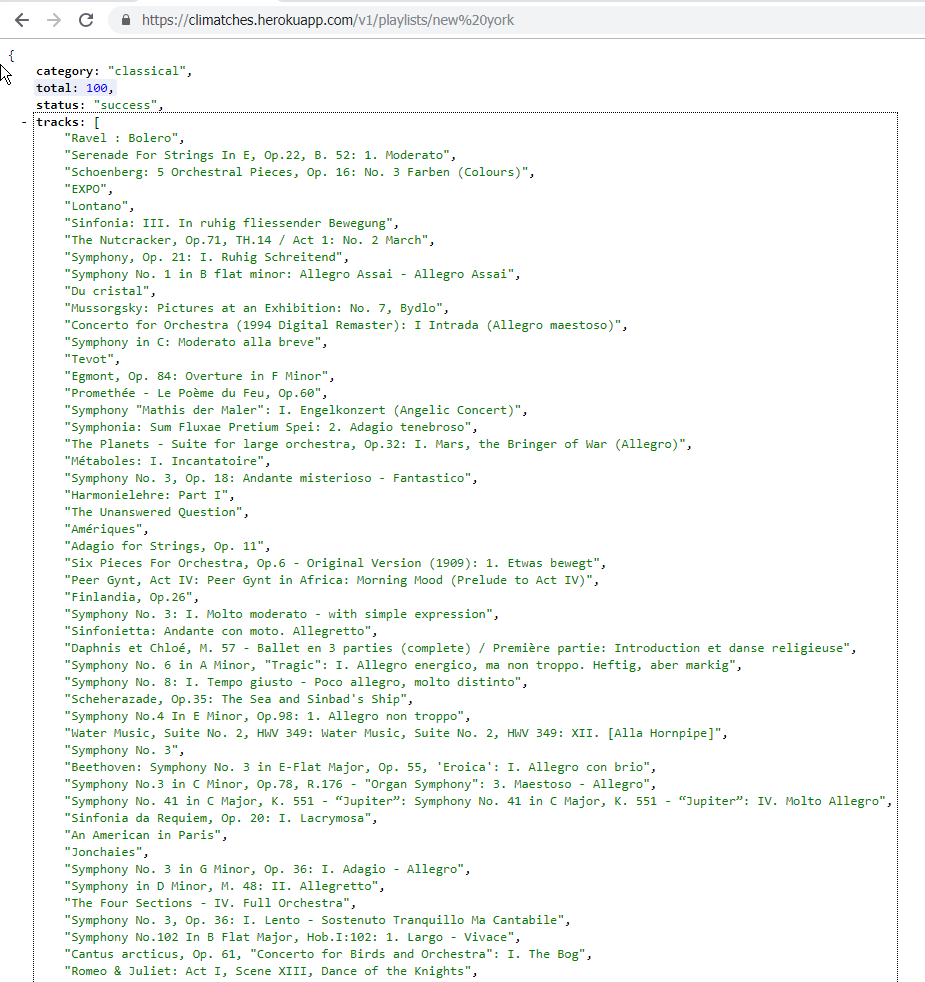 https://climatches.herokuapp.com/v1/playlists/new%20york
{
category: "classical",
total: 100,
status: "success",
- tracks: [
"Ravel : Bolero",
"Serenade For Strings In E, Op.22, B. 52: 1. Moderato",
"Schoenberg: 5 Orchestral Pieces, Op. 16: No. 3 Farben (Colours)",
"EXPO",
"Lontano",
"Sinfonia: III. In ruhig fliessender Bewegung",
"The Nutcracker, Op.71, TH.14 / Act 1: No. 2 March",
"Symphony, Op. 21: I. Ruhig Schreitend",
"Symphony No. 1 in B flat minor: Allegro Assai - Allegro Assai",
"Du cristal",
"Mussorgsky: Pictures at an Exhibition: No. 7, Bydlo",
"Concerto for Orchestra (1994 Digital Remaster): I Intrada (Allegro maestoso)",
"Symphony in C: Moderato alla breve",
"Tevot",
"Egmont, Op. 84: Overture in F Minor",
"Promethée - Le Poème du Feu, Op.60",
"Symphony "Mathis der Maler": I. Engelkonzert (Angelic Concert)",
"Symphonia: Sum Fluxae Pretium Spei: 2. Adagio tenebroso",
"The Planets - Suite for large orchestra, Op.32: I. Mars, the Bringer of War (Allegro)",
"Métaboles: I. Incantatoire",
"Symphony No. 3, Op. 18: Andante misterioso - Fantastico",
"Harmonielehre: Part I",
"The Unanswered Question",
"Amériques",
"Adagio for Strings, Op. 11",
"Six Pieces For Orchestra, Op.6 - Original Version (1909): 1. Etwas bewegt",
"Peer Gynt, Act IV: Peer Gynt in Africa: Morning Mood (Prelude to Act IV)",
"Finlandia, Op.26",
"Symphony No. 3: I. Molto moderato - with simple expression",
"Sinfonietta: Andante con moto. Allegretto",
"Daphnis et Chloé, M. 57 - Ballet en 3 parties (complete) / Première partie: Introduction et danse religieuse",
"Symphony No. 6 in A Minor, "Tragic": I. Allegro energico, ma non troppo. Heftig, aber markig",
"Symphony No. 8: I. Tempo giusto - Poco allegro, molto distinto",
"Scheherazade, Op.35: The Sea and Sinbad's Ship",
"Symphony No.4 In E Minor, Op.98: 1. Allegro non troppo",
"Water Music, Suite No. 2, HWV 349: Water Music, Suite No. 2, HWV 349: XII. [Alla Hornpipe]",
"Symphony No. 3",
"Beethoven: Symphony No. 3 in E-Flat Major, Op. 55, 'Eroica': I. Allegro con brio",
"Symphony No.3 in C Minor, Op.78, R.176 - "Organ Symphony": 3. Maestoso - Allegro",
"Symphony No. 41 in C Major, K. 551 - “Jupiter”: Symphony No. 41 in C Major, K. 551 - “Jupiter”: IV. Molto Allegro",
"Sinfonia da Requiem, Op. 20: I. Lacrymosa",
"An American in Paris",
"Jonchaies",
"Symphony No. 3 in G Minor, Op. 36: I. Adagio - Allegro",
"Symphony in D Minor, M. 48: II. Allegretto",
"The Four Sections - IV. Full Orchestra",
"Symphony No. 3, Op. 36: I. Lento - Sostenuto Tranquillo Ma Cantabile",
"Symphony No.102 In B Flat Major, Hob.I:102: 1. Largo - Vivace",
"Cantus arcticus, Op. 61, "Concerto for Birds and Orchestra": I. The Bog",
"Romeo & Juliet: Act I, Scene XIII, Dance of the Knights",